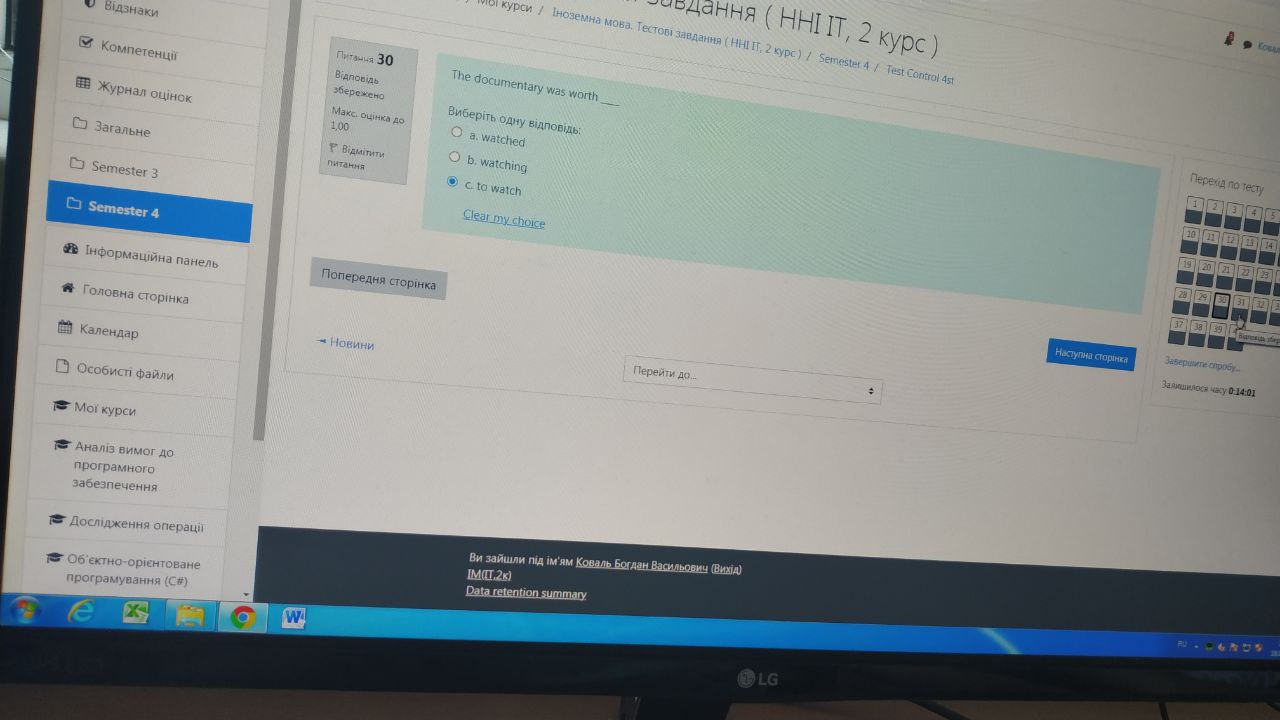 Завдання ( ННІ ІТ, 2 курс )
Мої курси / Іноземна мова. Тестові завдання ( ННІ ІТ, 2 курс ) / Semester 4 / Test Control 4st
Відзнаки
Компетенції
Журнал оцінок
Загальне
Semester 3
Semester 4
Інформаційна панель
Головна сторінка
Календар
Особисті файли
Мої курси
Аналіз вимог до
програмного
забезпечення
Дослідження операції
Об'єктно-орієнтоване
програмування (C#)
Питання 30
Відповідь
збережено
Макс. оцінка до
1,00
Відмітити
питання
The documentary was worth ___
Виберіть одну відповідь:
a. watched
b. watching
c. to watch
Clear my choice
Попередня сторінка
Наступна сторінка
◄ Новини
Перейти до...
Перехід по тесту
1 2 3 4 5
10 11 12 13 14
19 20 21 22 23
28 29 30 31 32
37 38 39
Завершити спробу...
Залишилося часу 0:14:01
Ви зайшли під ім'ям Коваль Богдан Васильович (Вихід)
ІМ(ІТ,2к)
Data retention summary
RU
LG